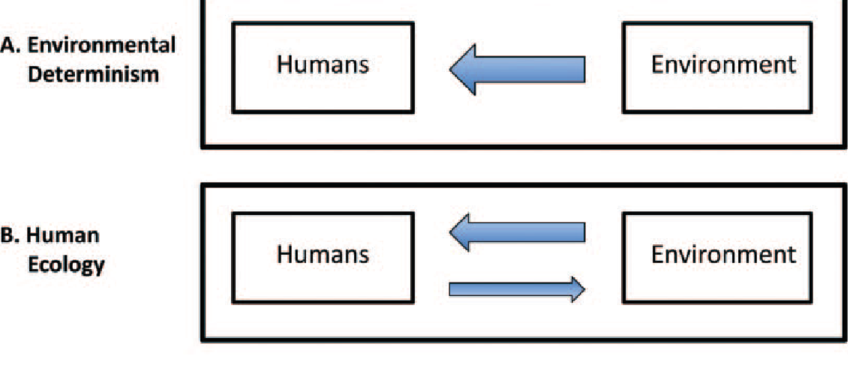 A. Environmental
Determinism
Humans
Environment
B. Human
Ecology
Humans
Environment